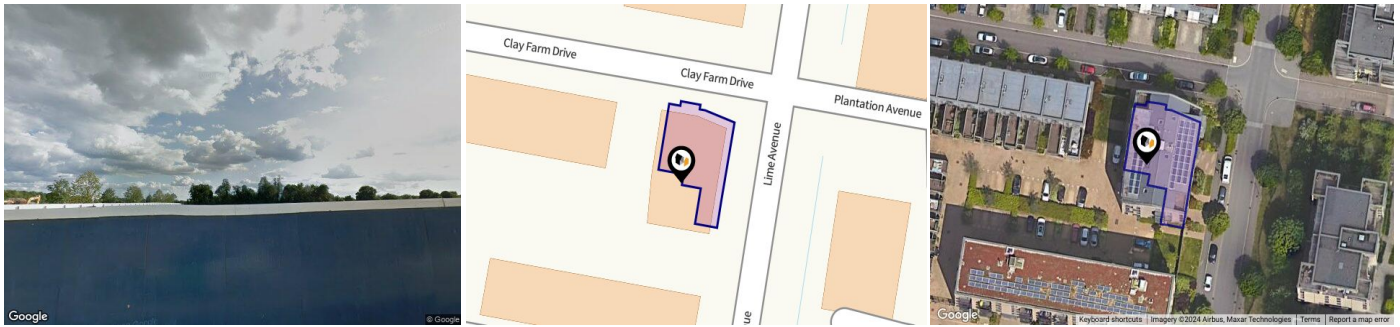 Google
© Google
Clay Farm Drive
Clay Farm Drive
Plantation Avenue
Lime Avenue
ue
Google
Keyboard shortcuts
Imagery ©2024 Airbus, Maxar Technologies
Terms
Report a map error